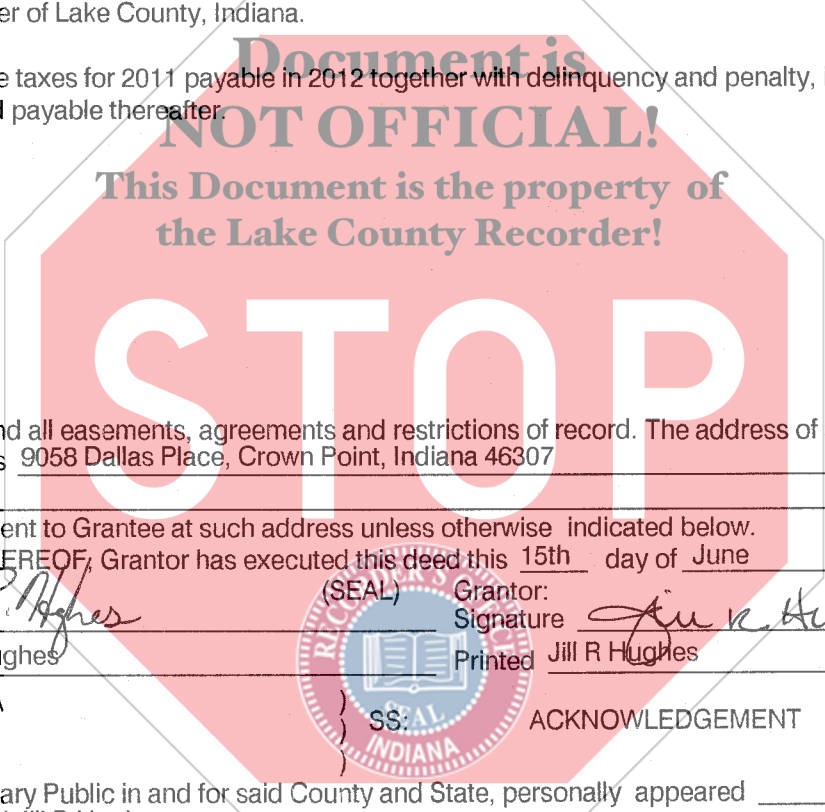 er of Lake County, Indiana.
Document is
e taxes for 2011 payable in 2012 together with delinquency and penalty,
payable thereafter.
NOT OFFICIAL!
This Document is the property of
the Lake County Recorder!
STOP
nd all easements, agreements and restrictions of record. The address of
s 9058 Dallas Place, Crown Point, Indiana 46307
ent to Grantee at such address unless otherwise indicated below.
EREOF, Grantor has executed this deed this 15th day of June
(SEAL) Grantor:
Hughes Signature Jill R. Hu
ghes Printed Jill R Hughes
RECORDER'S OFFICE
SEAL
INDIANA
) SS: ACKNOWLEDGEMENT
)
)
ary Public in and for said County and State, personally appeared